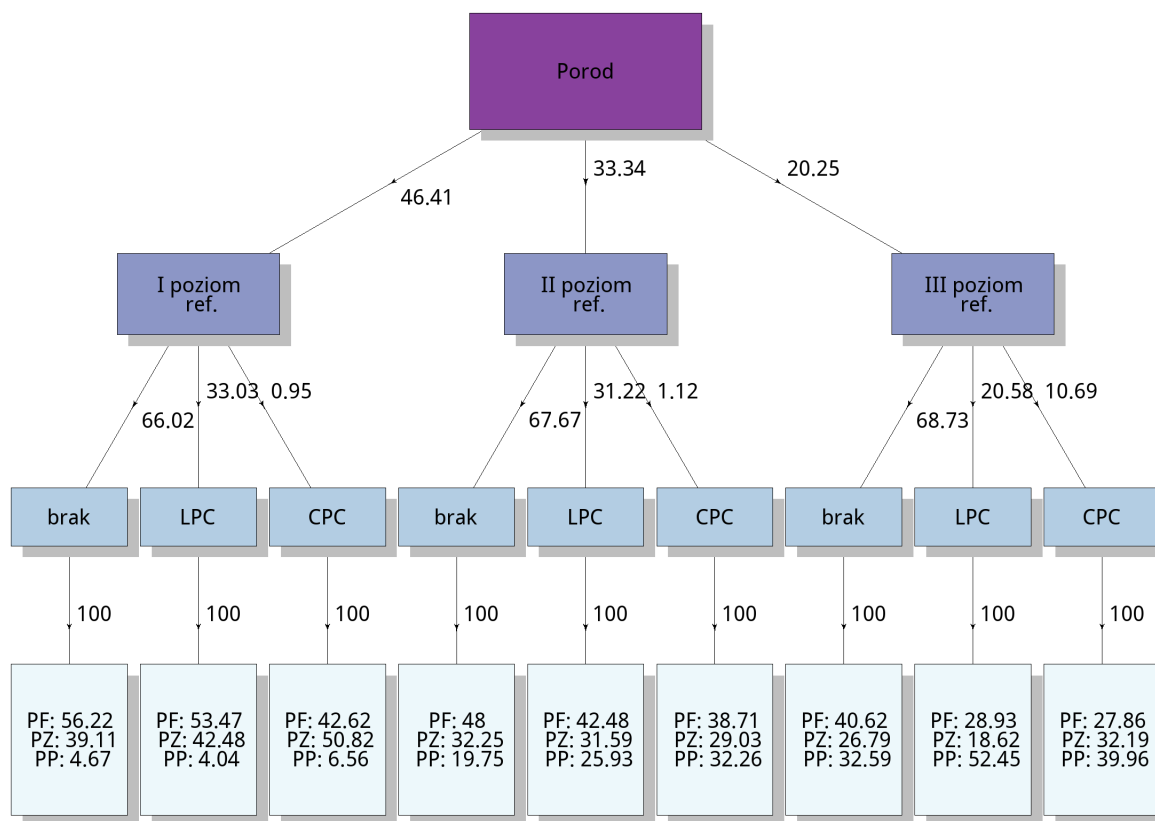 Porod
46.41
33.34
20.25
I poziom
ref.
II poziom
ref.
III poziom
ref.
66.02
33.03
0.95
67.67
31.22
1.12
68.73
20.58
10.69
brak
LPC
CPC
brak
LPC
CPC
brak
LPC
CPC
100
100
100
100
100
100
100
100
100
PF: 56.22
PZ: 39.11
PP: 4.67
PF: 53.47
PZ: 42.48
PP: 4.04
PF: 42.62
PZ: 50.82
PP: 6.56
PF: 48
PZ: 32.25
PP: 19.75
PF: 42.48
PZ: 31.59
PP: 25.93
PF: 38.71
PZ: 29.03
PP: 32.26
PF: 40.62
PZ: 26.79
PP: 32.59
PF: 28.93
PZ: 18.62
PP: 52.45
PF: 27.86
PZ: 32.19
PP: 39.96